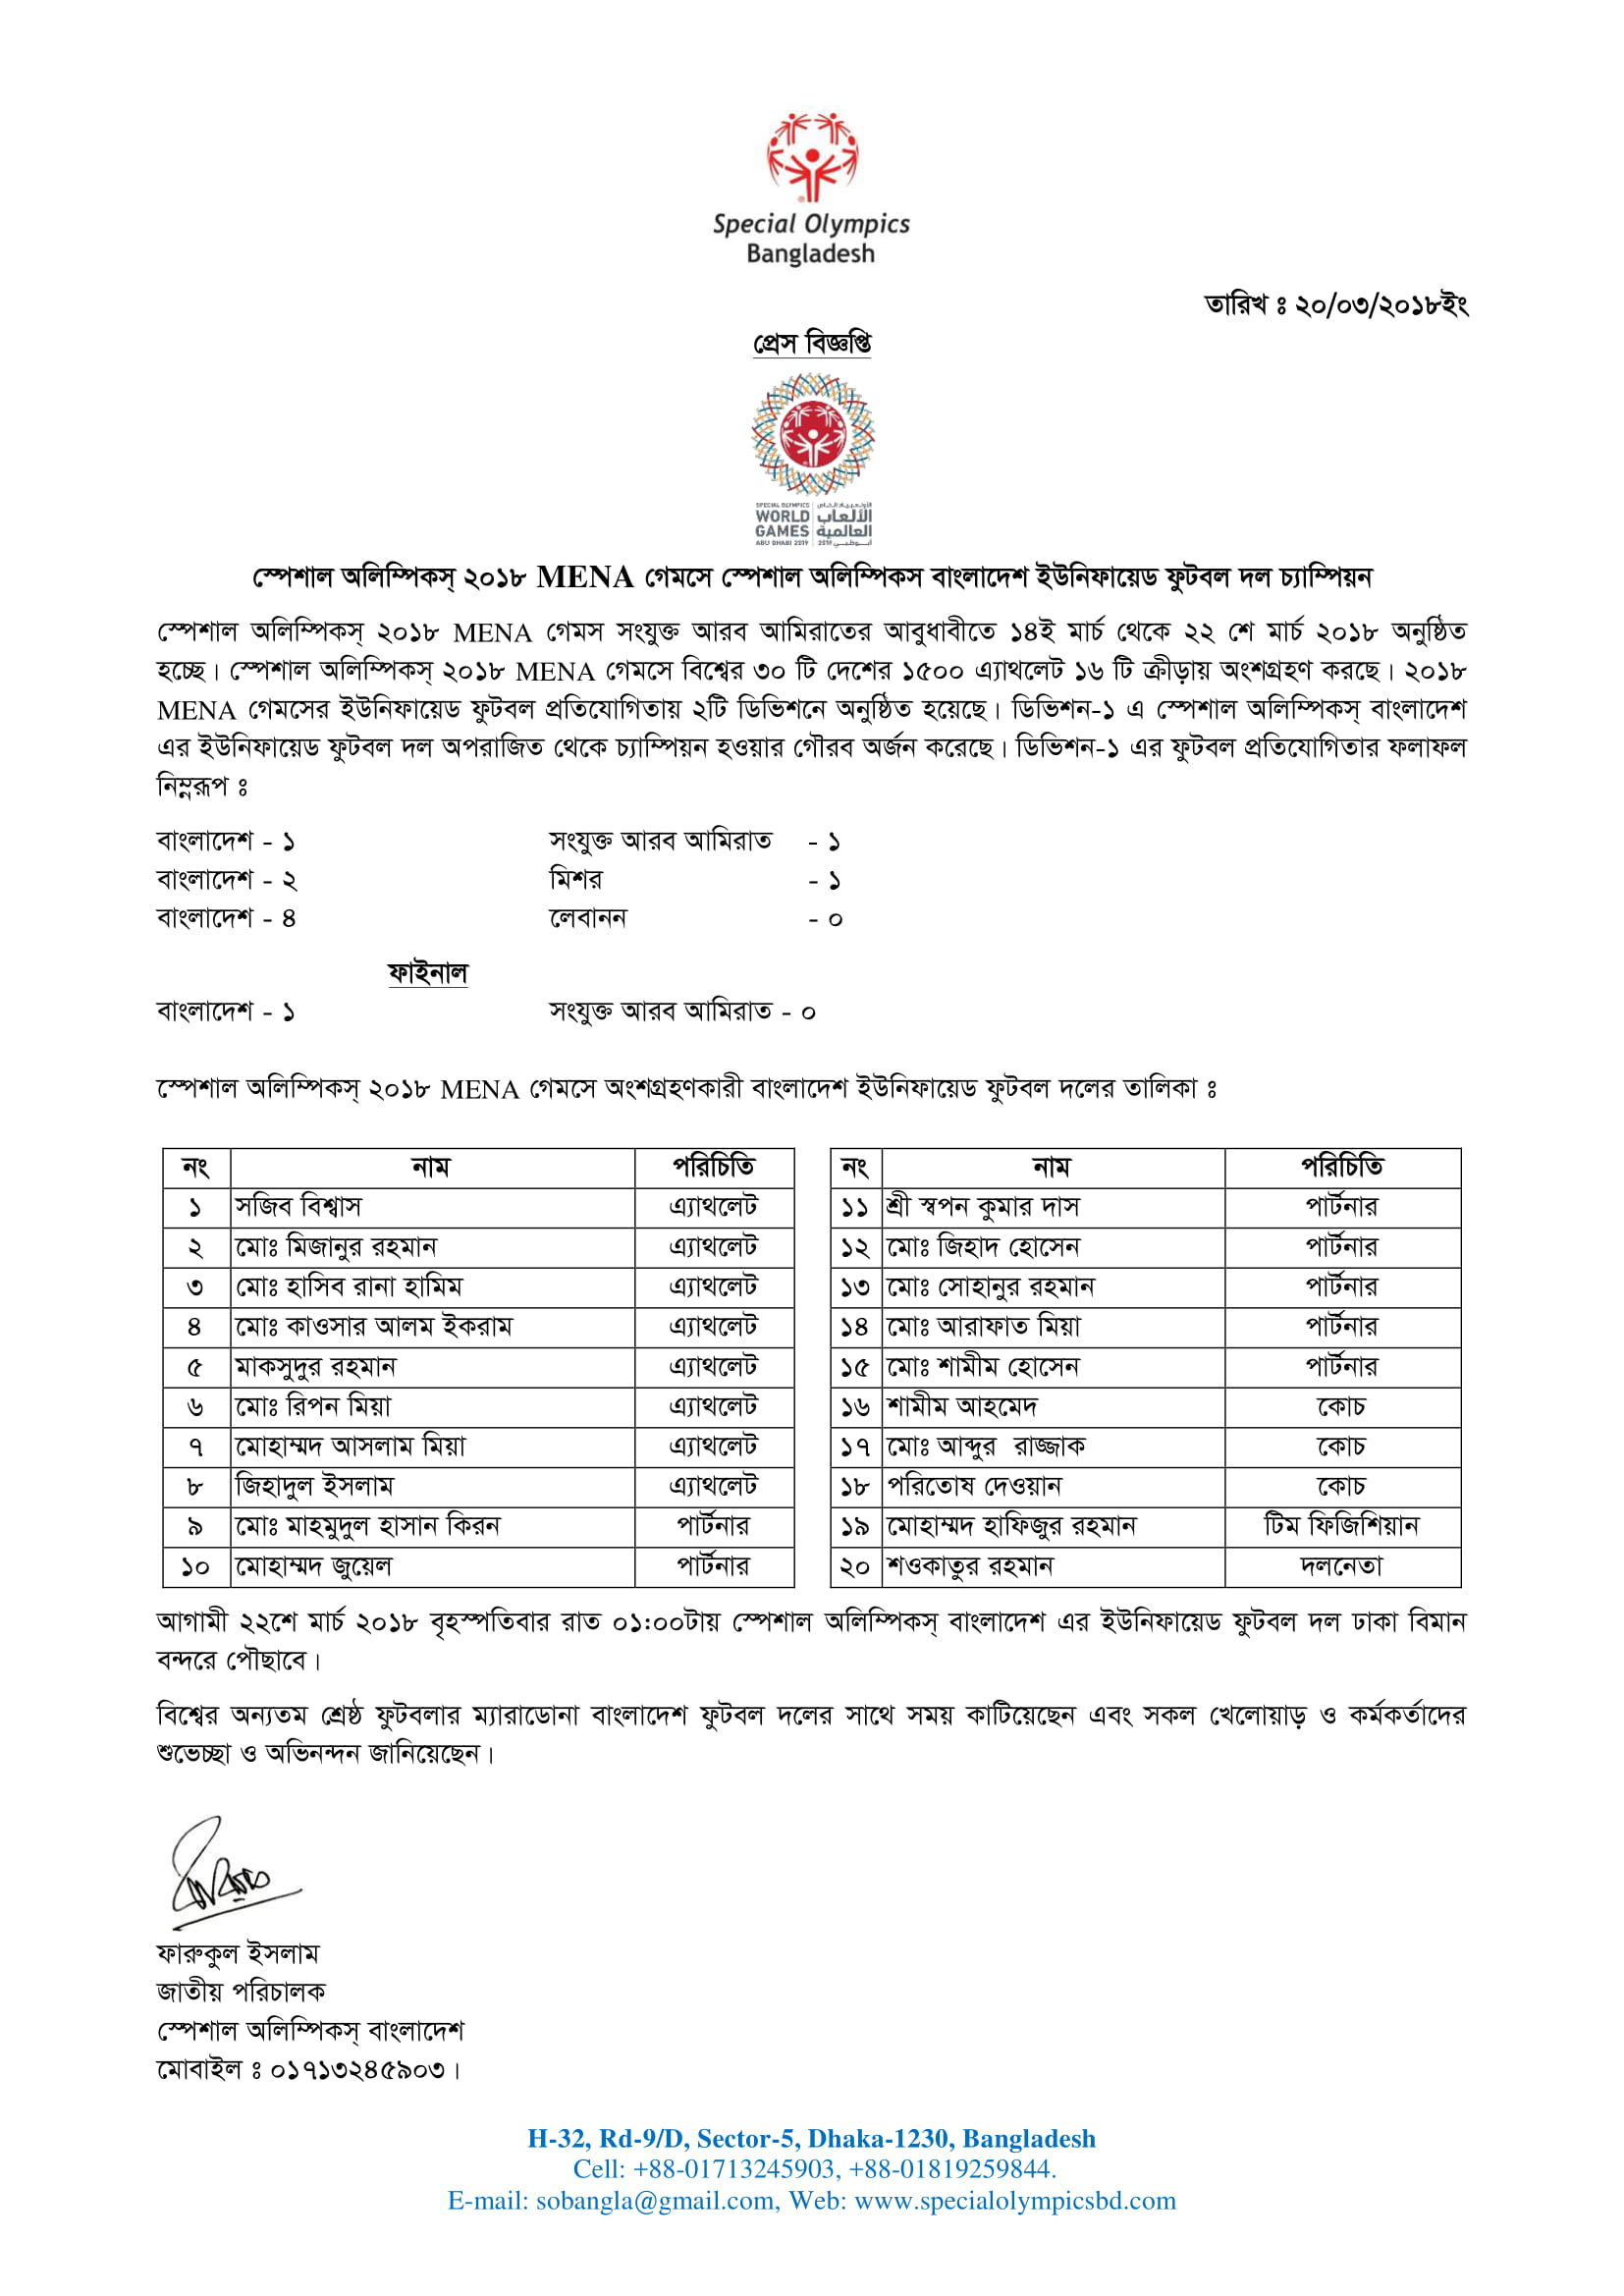 Special Olympics
Bangladesh
তারিখ ঃ ২০/০৩/২০১৮ইং
প্রেস বিজ্ঞপ্তি
SPECIAL OLYMPICS الأولمبياد الخاص
WORLD الألعاب
GAMES العالمية
ABU DHABI 2019 أبوظبي 2019
স্পেশাল অলিম্পিকস্ ২০১৮ MENA গেমসে স্পেশাল অলিম্পিকস বাংলাদেশ ইউনিফায়েড ফুটবল দল চ্যাম্পিয়ন
স্পেশাল অলিম্পিকস্ ২০১৮ MENA গেমস সংযুক্ত আরব আমিরাতের আবুধাবীতে ১৪ই মার্চ থেকে ২২ শে মার্চ ২০১৮ অনুষ্ঠিত
হচ্ছে। স্পেশাল অলিম্পিকস্ ২০১৮ MENA গেমসে বিশ্বের ৩০ টি দেশের ১৫০০ এ্যাথলেট ১৬ টি ক্রীড়ায় অংশগ্রহণ করছে। ২০১৮
MENA গেমসের ইউনিফায়েড ফুটবল প্রতিযোগিতায় ২টি ডিভিশনে অনুষ্ঠিত হয়েছে। ডিভিশন-১ এ স্পেশাল অলিম্পিকস্ বাংলাদেশ
এর ইউনিফায়েড ফুটবল দল অপরাজিত থেকে চ্যাম্পিয়ন হওয়ার গৌরব অর্জন করেছে। ডিভিশন-১ এর ফুটবল প্রতিযোগিতার ফলাফল
নিম্নরূপ ঃ
বাংলাদেশ - ১ সংযুক্ত আরব আমিরাত - ১
বাংলাদেশ - ২ মিশর - ১
বাংলাদেশ - ৪ লেবানন - ০
ফাইনাল
বাংলাদেশ - ১ সংযুক্ত আরব আমিরাত - ০
স্পেশাল অলিম্পিকস্ ২০১৮ MENA গেমসে অংশগ্রহণকারী বাংলাদেশ ইউনিফায়েড ফুটবল দলের তালিকা ঃ
নং নাম পরিচিতি নং নাম পরিচিতি
১ সজিব বিশ্বাস এ্যাথলেট ১১ শ্রী স্বপন কুমার দাস পার্টনার
২ মোঃ মিজানুর রহমান এ্যাথলেট ১২ মোঃ জিহাদ হোসেন পার্টনার
৩ মোঃ হাসিব রানা হামিম এ্যাথলেট ১৩ মোঃ সোহানুর রহমান পার্টনার
৪ মোঃ কাওসার আলম ইকরাম এ্যাথলেট ১৪ মোঃ আরাফাত মিয়া পার্টনার
৫ মাকসুদুর রহমান এ্যাথলেট ১৫ মোঃ শামীম হোসেন পার্টনার
৬ মোঃ রিপন মিয়া এ্যাথলেট ১৬ শামীম আহমেদ কোচ
৭ মোহাম্মদ আসলাম মিয়া এ্যাথলেট ১৭ মোঃ আব্দুর রাজ্জাক কোচ
৮ জিহাদুল ইসলাম এ্যাথলেট ১৮ পরিতোষ দেওয়ান কোচ
৯ মোঃ মাহমুদুল হাসান কিরন পার্টনার ১৯ মোহাম্মদ হাফিজুর রহমান টিম ফিজিশিয়ান
১০ মোহাম্মদ জুয়েল পার্টনার ২০ শওকাতুর রহমান দলনেতা
আগামী ২২শে মার্চ ২০১৮ বৃহস্পতিবার রাত ০১:০০টায় স্পেশাল অলিম্পিকস্ বাংলাদেশ এর ইউনিফায়েড ফুটবল দল ঢাকা বিমান
বন্দরে পৌছাবে।
বিশ্বের অন্যতম শ্রেষ্ঠ ফুটবলার ম্যারাডোনা বাংলাদেশ ফুটবল দলের সাথে সময় কাটিয়েছেন এবং সকল খেলোয়াড় ও কর্মকর্তাদের
শুভেচ্ছা ও অভিনন্দন জানিয়েছেন।
ফারুকুল ইসলাম
জাতীয় পরিচালক
স্পেশাল অলিম্পিকস্ বাংলাদেশ
মোবাইল ঃ ০১৭১৩২৪৫৯০৩।
H-32, Rd-9/D, Sector-5, Dhaka-1230, Bangladesh
Cell: +88-01713245903, +88-01819259844.
E-mail: sobangla@gmail.com, Web: www.specialolympicsbd.com